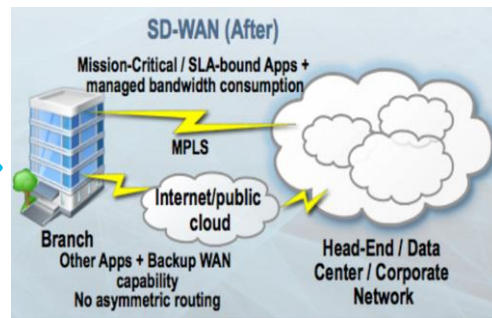 SD-WAN (After)
Mission-Critical / SLA-bound Apps +
managed bandwidth consumption
MPLS
Internet/public
cloud
Branch
Other Apps + Backup WAN
capability
No asymmetric routing
Head-End / Data
Center / Corporate
Network